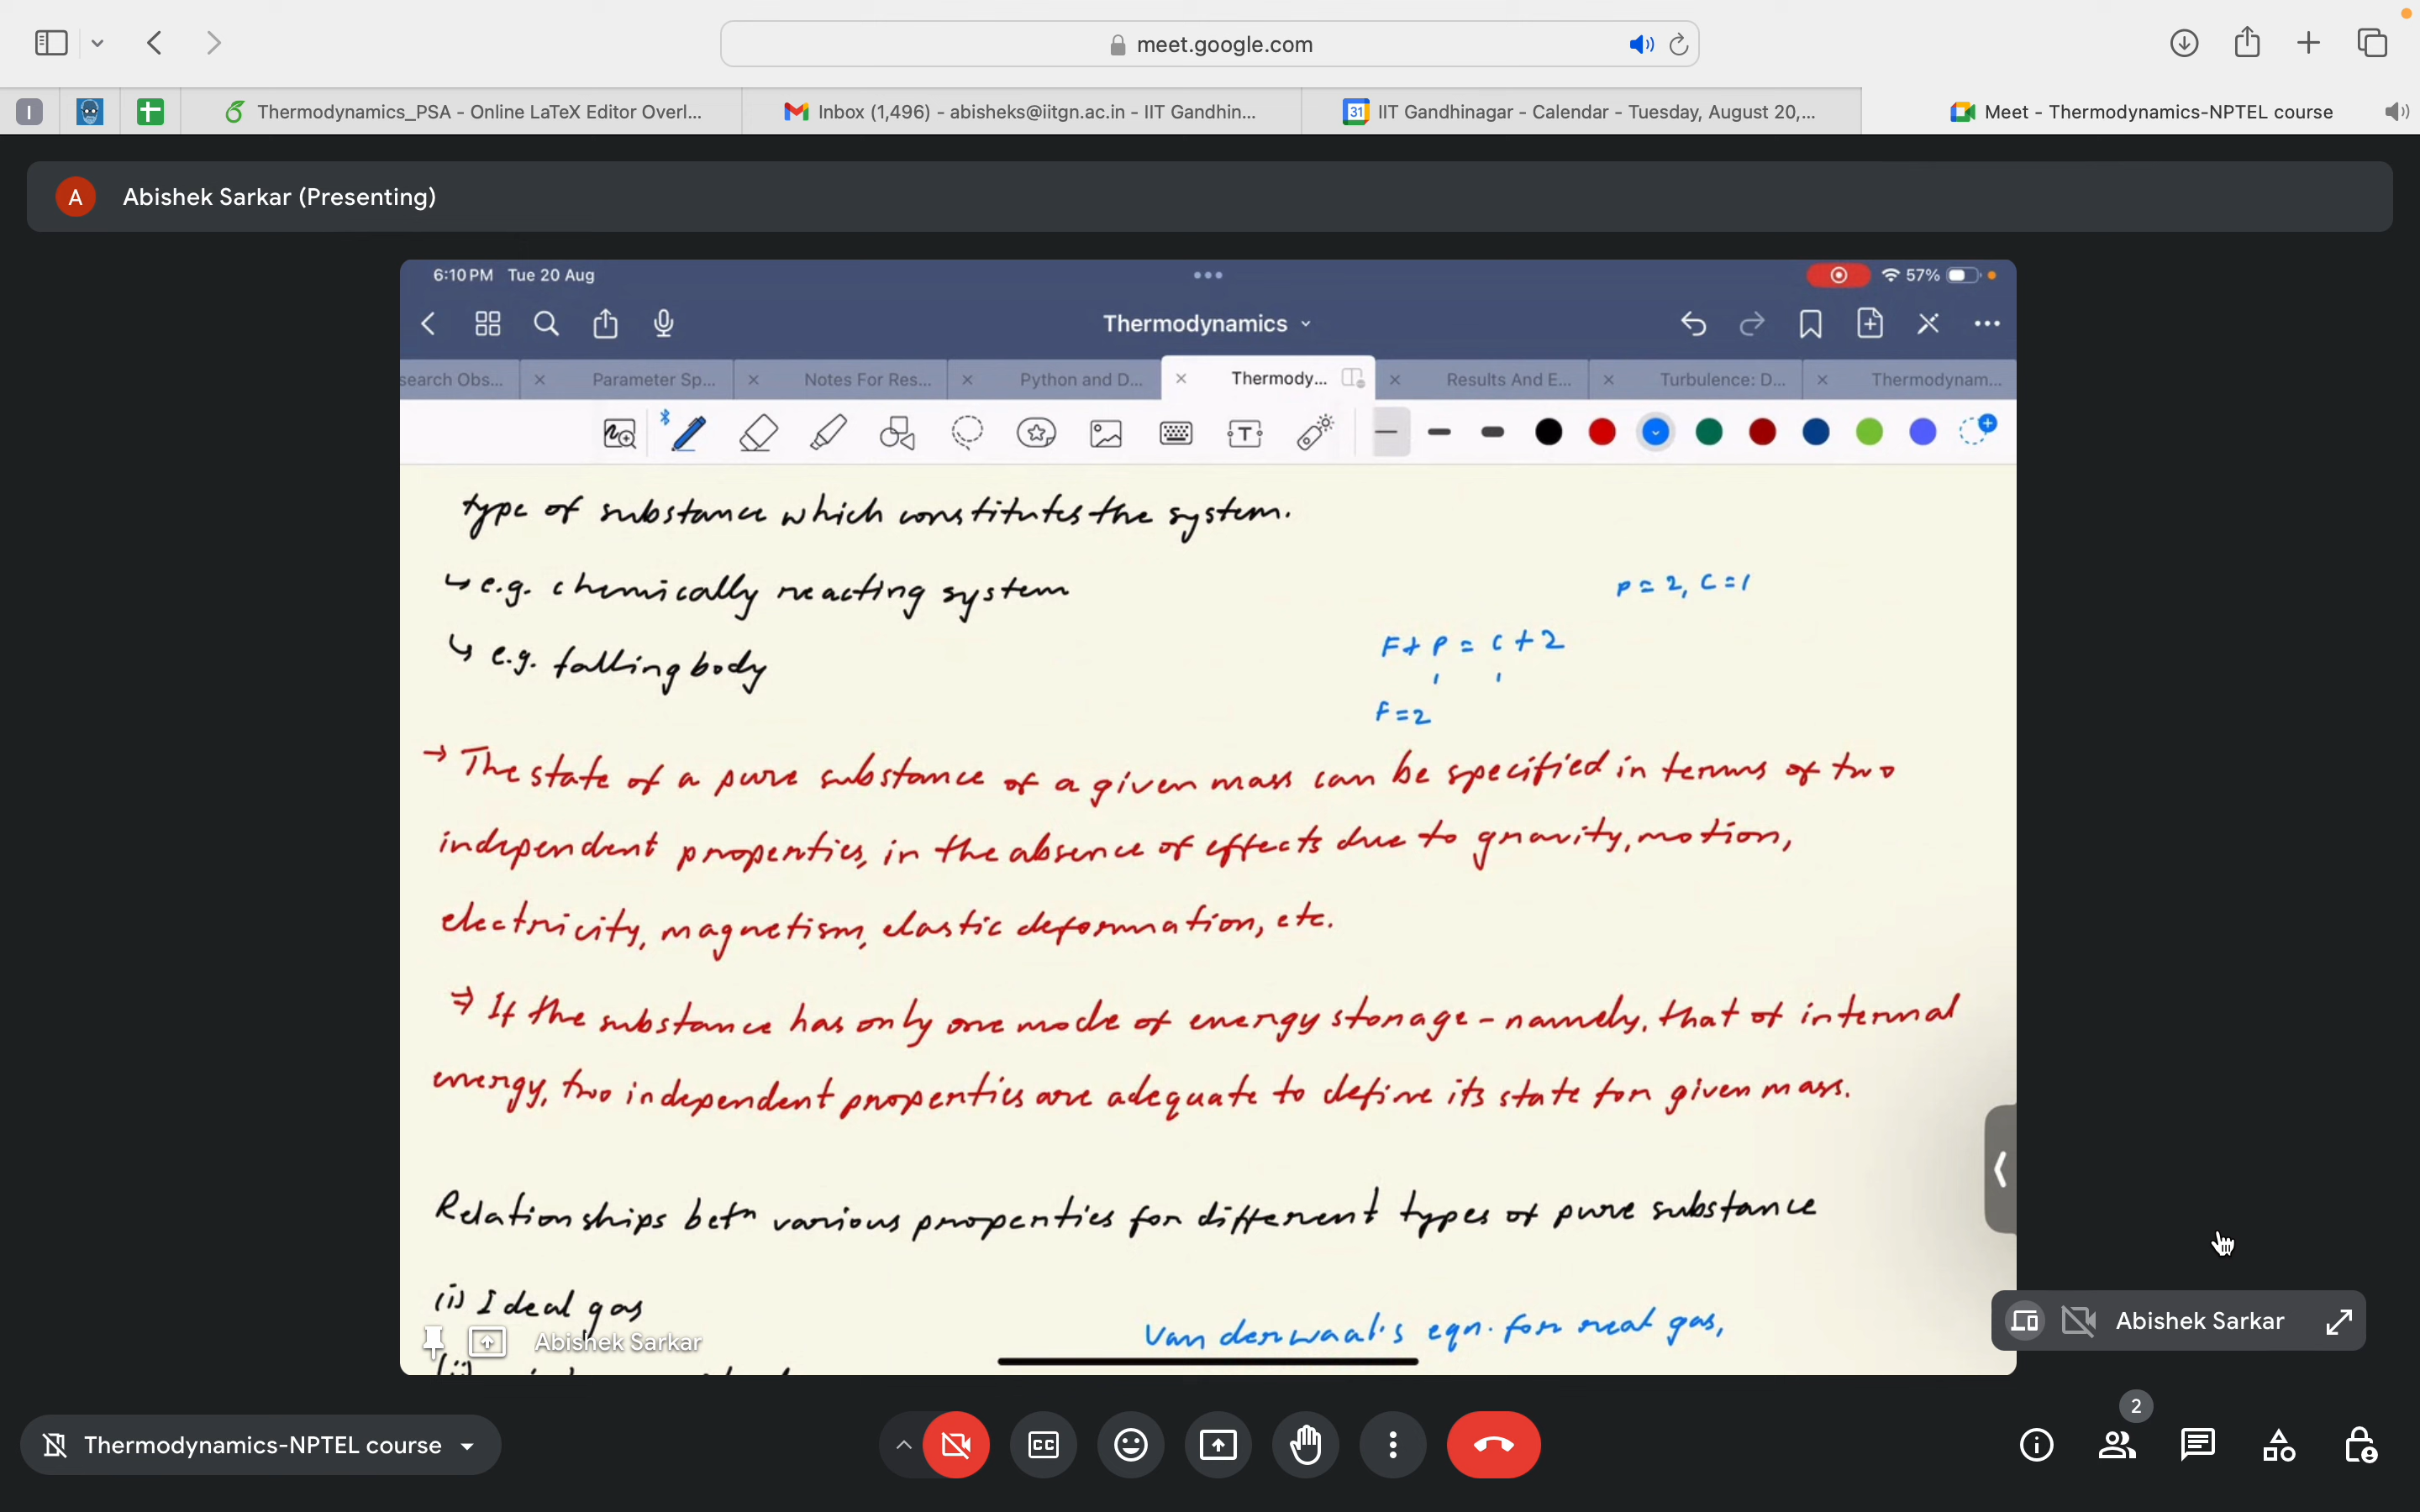 meet.google.com
I
Thermodynamics_PSA - Online LaTeX Editor Overl...
Inbox (1,496) - abisheks@iitgn.ac.in - IIT Gandhin...
31
IIT Gandhinagar - Calendar - Tuesday, August 20,...
Meet - Thermodynamics-NPTEL course
A
Abishek Sarkar (Presenting)
6:10 PM Tue 20 Aug
57%
Thermodynamics
search Obs...
Parameter Sp...
Notes For Res...
Python and D...
Thermody...
Results And E...
Turbulence: D...
Thermodynam...
type of substance which constitutes the system.
↳ e.g. chemically reacting system
P = 2, C = 1
F + P = C + 2
↳ e.g. falling body
F = 2
→ The state of a pure substance of a given mass can be specified in terms of two
independent properties, in the absence of effects due to gravity, motion,
electricity, magnetism, elastic deformation, etc.
⇒ If the substance has only one mode of energy storage - namely, that of internal
energy, two independent properties are adequate to define its state for given mass.
Relationships betn various properties for different types of pure substance
(i) Ideal gas
Van der waal's eqn. for real gas,
Abishek Sarkar
(ii)
Abishek Sarkar
Thermodynamics-NPTEL course
CC
2